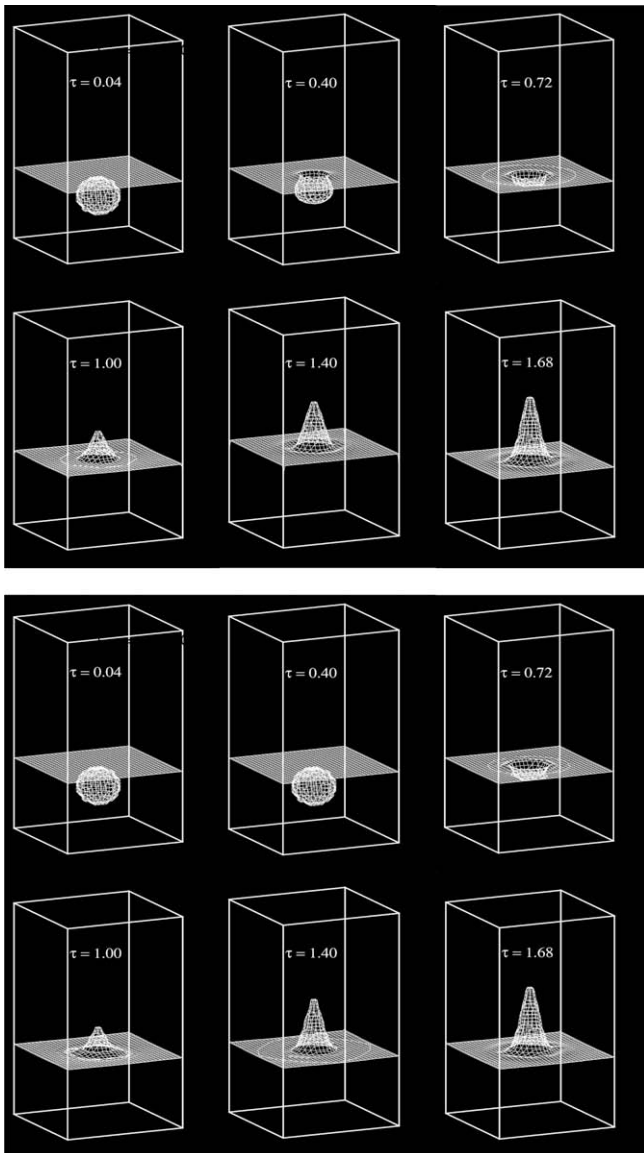 τ = 0.04
τ = 0.40
τ = 0.72
τ = 1.00
τ = 1.40
τ = 1.68
τ = 0.04
τ = 0.40
τ = 0.72
τ = 1.00
τ = 1.40
τ = 1.68